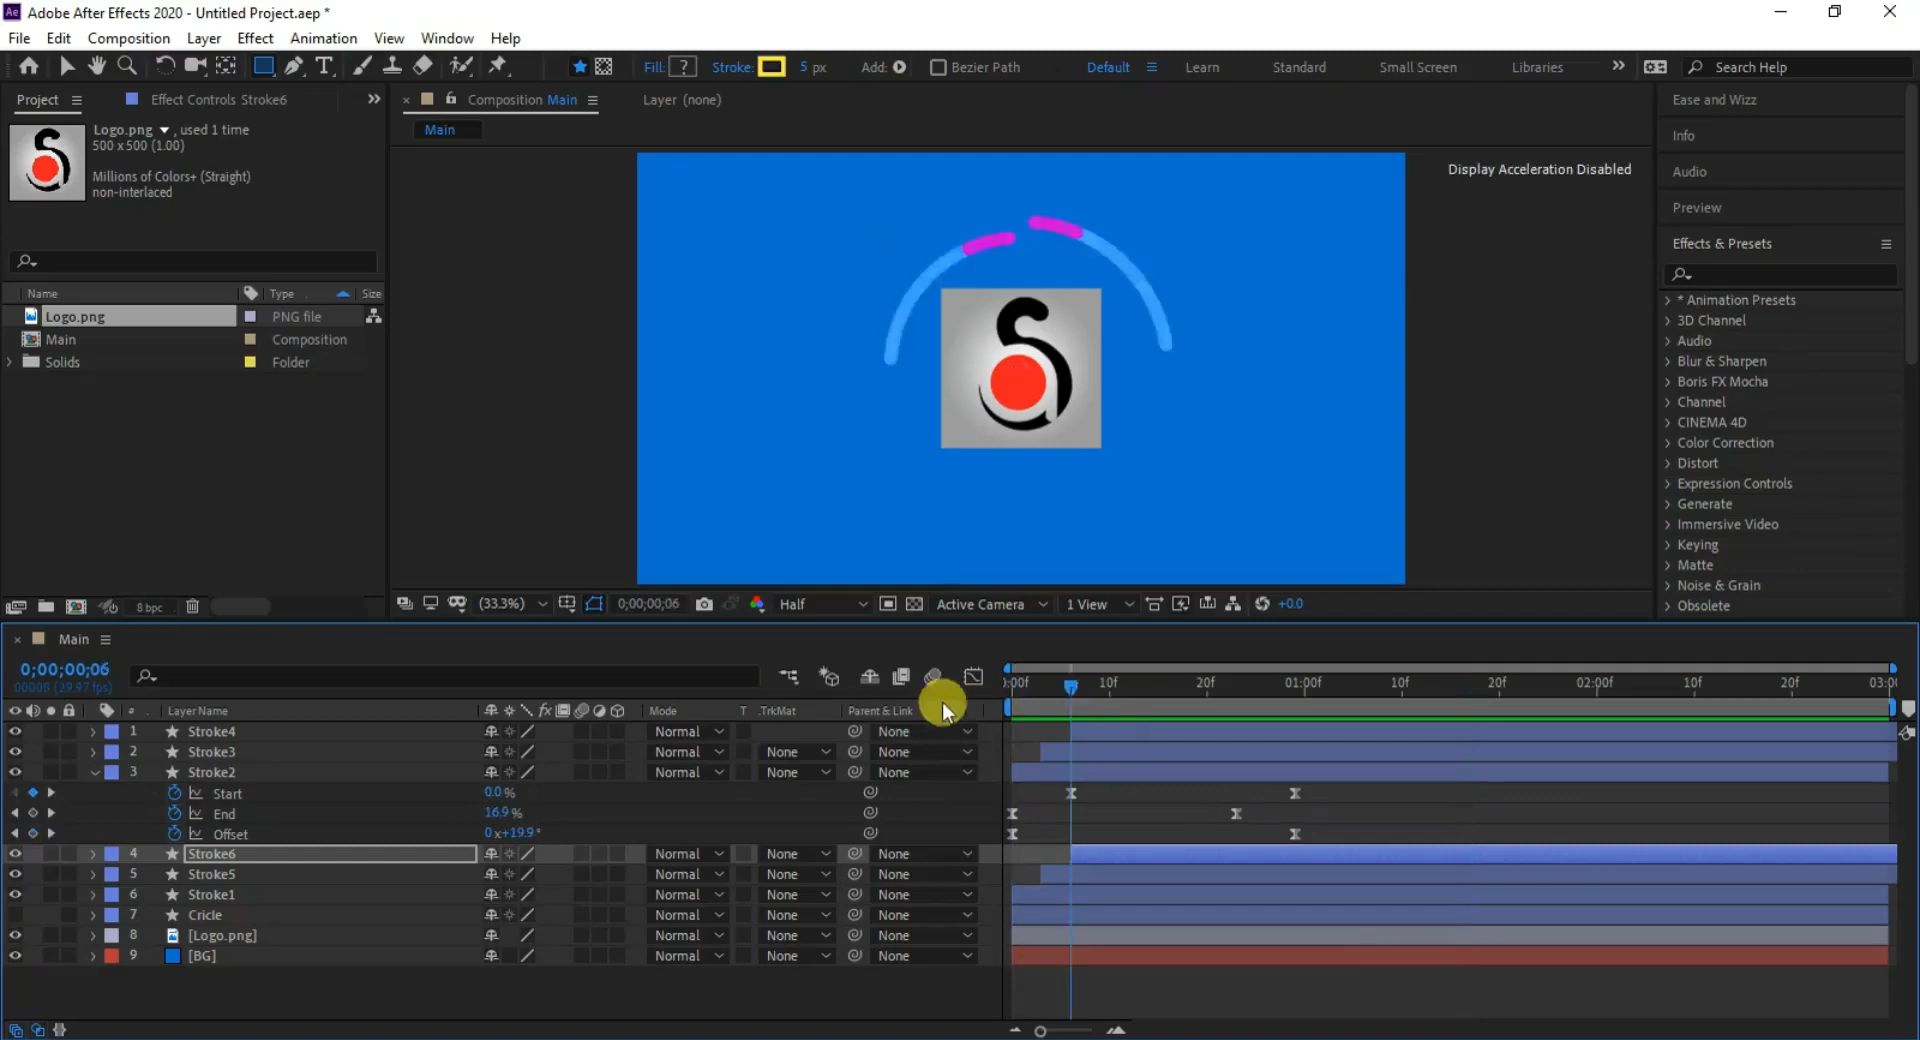 Ae Adobe After Effects 2020 - Untitled Project.aep *
File Edit Composition Layer Effect Animation View Window Help
Fill: ? Stroke: 5 px Add: Bezier Path Default Learn Standard Small Screen Libraries Search Help
Project Effect Controls Stroke6
Composition Main Layer (none)
Main
Logo.png , used 1 time
500 x 500 (1.00)
Millions of Colors+ (Straight)
non-interlaced
Name Type Size
Logo.png PNG file
Main Composition
Solids Folder
8 bpc
Display Acceleration Disabled
(33.3%) 0;00;00;06 Half Active Camera 1 View +0.0
Ease and Wizz
Info
Audio
Preview
Effects & Presets
* Animation Presets
3D Channel
Audio
Blur & Sharpen
Boris FX Mocha
Channel
CINEMA 4D
Color Correction
Distort
Expression Controls
Generate
Immersive Video
Keying
Matte
Noise & Grain
Obsolete
Main
0;00;00;06
(29.97 fps)
):00f 10f 20f 01:00f 10f 20f 02:00f 10f 20f 03:00
# Layer Name fx Mode T .TrkMat Parent & Link
1 Stroke4 Normal None
2 Stroke3 Normal None None
3 Stroke2 Normal None None
Start 0.0 %
End 16.9 %
Offset 0x+19.9°
4 Stroke6 Normal None None
5 Stroke5 Normal None None
6 Stroke1 Normal None None
7 Cricle Normal None None
8 [Logo.png] Normal None None
9 [BG] Normal None None